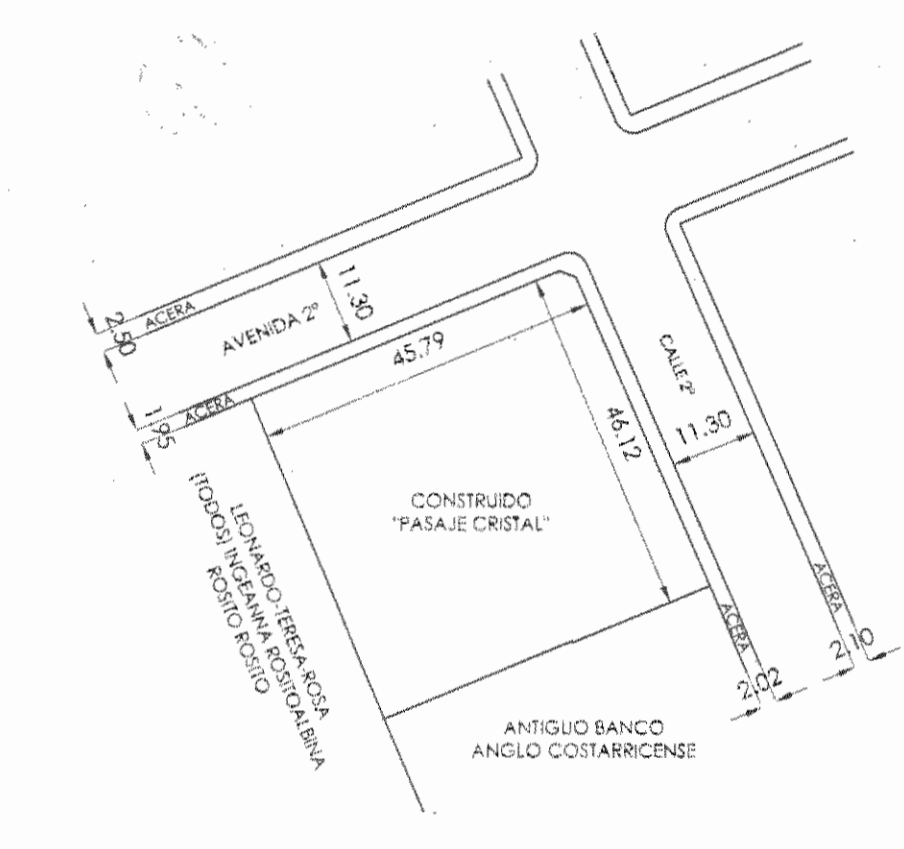 2.50
ACERA
AVENIDA 2º
11.30
1.95
ACERA
45.79
CALLE 2º
46.12
11.30
CONSTRUIDO
"PASAJE CRISTAL"
LEONARDO-TERESA-ROSA
(TODOS) INGEANNA ROSITOALBINA
ROSITO ROSITO
ACERA
ACERA
2.02
2.10
ANTIGUO BANCO
ANGLO COSTARRICENSE